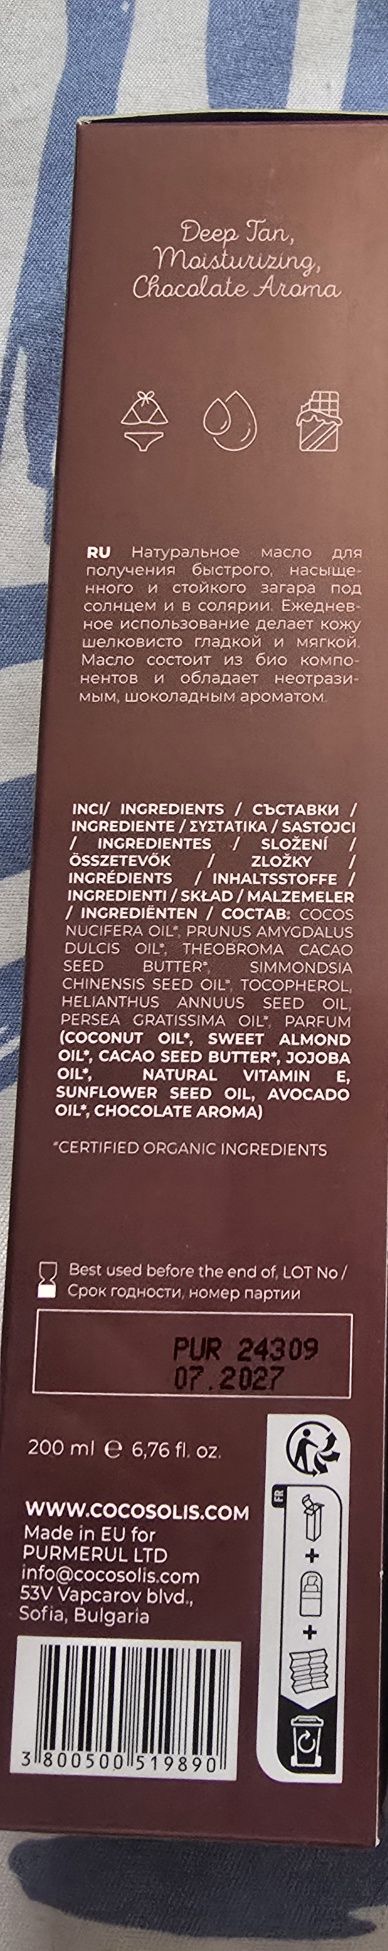 Deep Tan,
Moisturizing,
Chocolate Aroma
RU Натуральное масло для
получения быстрого, насыще-
нного и стойкого загара под
солнцем и в солярии. Ежеднев-
ное использование делает кожу
шелковисто гладкой и мягкой.
Масло состоит из био компо-
нентов и обладает неотрази-
мым, шоколадным ароматом.
INCI/ INGREDIENTS / СЪСТАВКИ /
INGREDIENTE / ΣΥΣΤΑΤΙΚΑ / SASTOJCI
/ INGREDIENTES / SLOŽENÍ /
ÖSSZETEVŐK / ZLOŽKY /
INGRÉDIENTS / INHALTSSTOFFE /
INGREDIENTI / SKŁAD / MALZEMELER
/ INGREDIËNTEN / СОСТАВ: COCOS
NUCIFERA OIL*, PRUNUS AMYGDALUS
DULCIS OIL*, THEOBROMA CACAO
SEED BUTTER*, SIMMONDSIA
CHINENSIS SEED OIL*, TOCOPHEROL,
HELIANTHUS ANNUUS SEED OIL,
PERSEA GRATISSIMA OIL*, PARFUM
(COCONUT OIL*, SWEET ALMOND
OIL*, CACAO SEED BUTTER*, JOJOBA
OIL*, NATURAL VITAMIN E,
SUNFLOWER SEED OIL, AVOCADO
OIL*, CHOCOLATE AROMA)
*CERTIFIED ORGANIC INGREDIENTS
Best used before the end of, LOT No /
Срок годности, номер партии
PUR 24309
07.2027
200 ml ℮ 6,76 fl. oz.
WWW.COCOSOLIS.COM
Made in EU for
PURMERUL LTD
info@cocosolis.com
53V Vapcarov blvd.,
Sofia, Bulgaria
3 800500 519890
FR
+
+